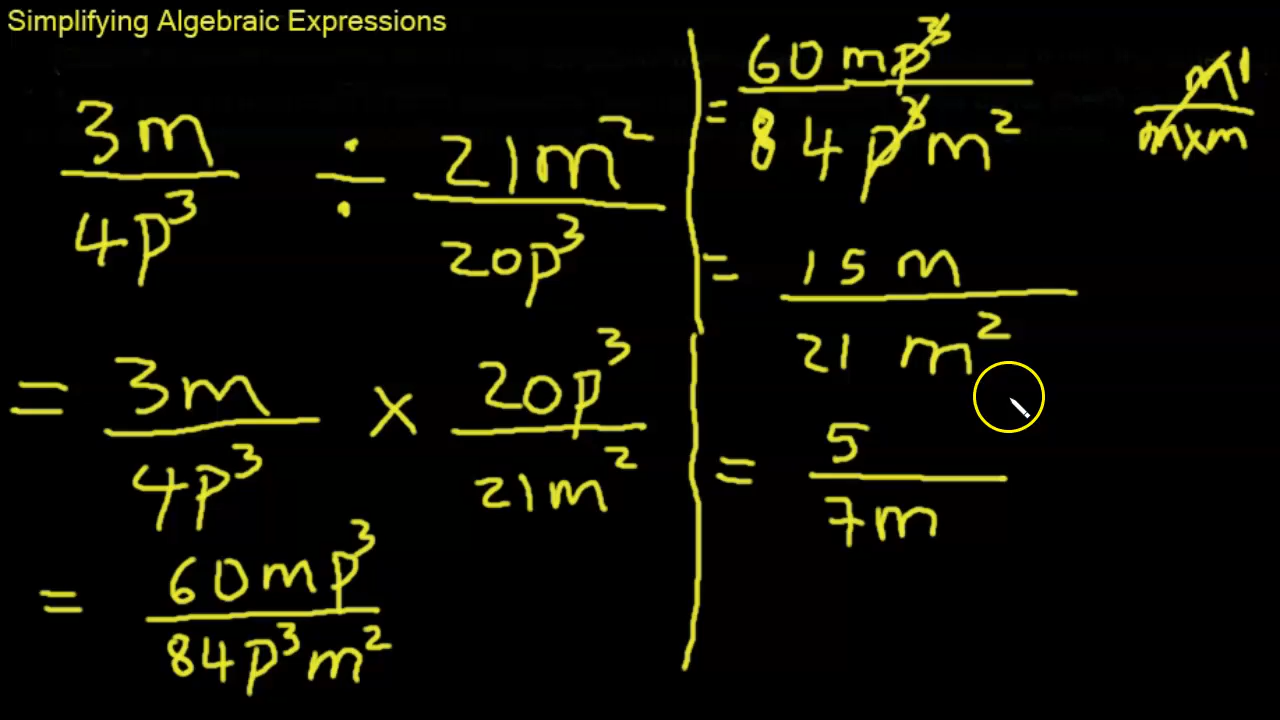 Simplifying Algebraic Expressions
3m/4p³ ÷ 21m²/20p³
= 3m/4p³ × 20p³/21m²
= 60mp³/84p³m²
= 60mp³/84p³m²
m1/m×m
= 15m/21m²
= 5/7m